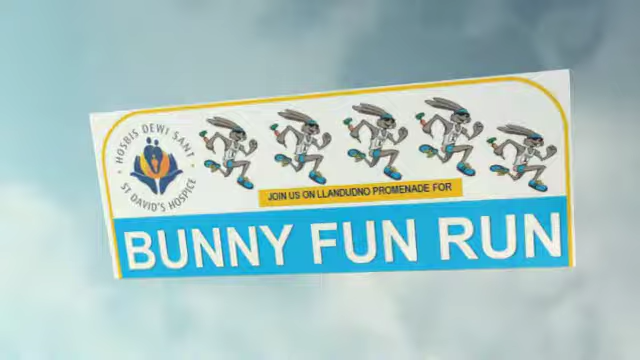 HOSBIS DEWI SANT
ST DAVID'S HOSPICE
JOIN US ON LLANDUDNO PROMENADE FOR
BUNNY FUN RUN